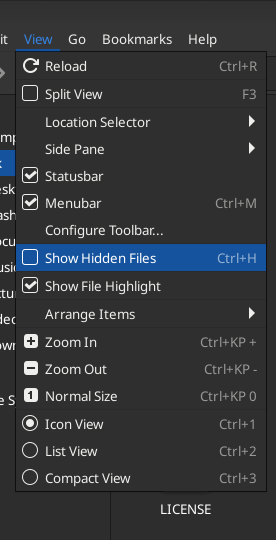 it View Go Bookmarks Help
Reload Ctrl+R
Split View F3
Location Selector
Side Pane
Statusbar
Menubar Ctrl+M
Configure Toolbar...
Show Hidden Files Ctrl+H
Show File Highlight
Arrange Items
Zoom In Ctrl+KP +
Zoom Out Ctrl+KP -
1 Normal Size Ctrl+KP 0
Icon View Ctrl+1
List View Ctrl+2
Compact View Ctrl+3
LICENSE